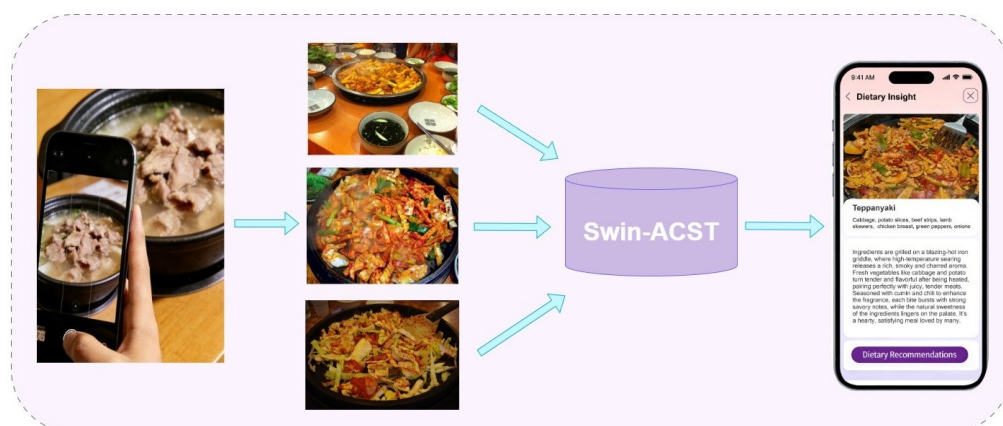 Swin-ACST
9:41 AM
Dietary Insight
Teppanyaki
Cabbage, potato slices, beef strips, lamb
skewers, chicken breast, green peppers, onions
Ingredients are grilled on a blazing-hot iron
griddle, where high-temperature searing
releases a rich, smoky and charred aroma.
Fresh vegetables like cabbage and potato
turn tender and flavorful after being heated,
pairing perfectly with juicy, tender meats.
Seasoned with cumin and chili to enhance
the fragrance, each bite bursts with strong
savory notes, while the natural sweetness
of the ingredients lingers on the palate. It's
a hearty, satisfying meal loved by many.
Dietary Recommendations